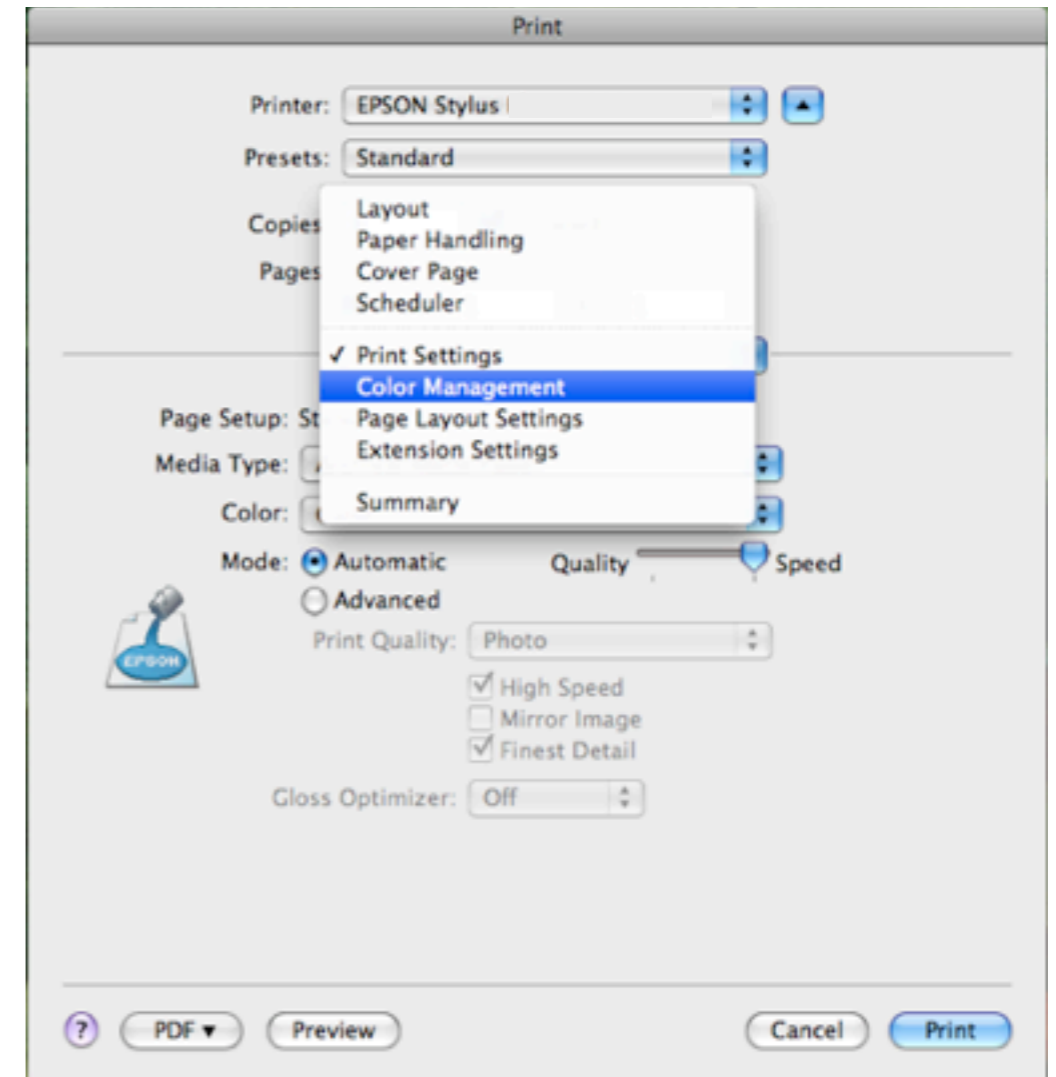 Print
Printer: EPSON Stylus
Presets: Standard
Copies
Pages
Layout
Paper Handling
Cover Page
Scheduler
✓ Print Settings
Color Management
Page Layout Settings
Extension Settings
Summary
Page Setup: St
Media Type:
Color:
Mode: Automatic Quality Speed
Advanced
Print Quality: Photo
High Speed
Mirror Image
Finest Detail
EPSON
Gloss Optimizer: Off
? PDF ▼ Preview Cancel Print